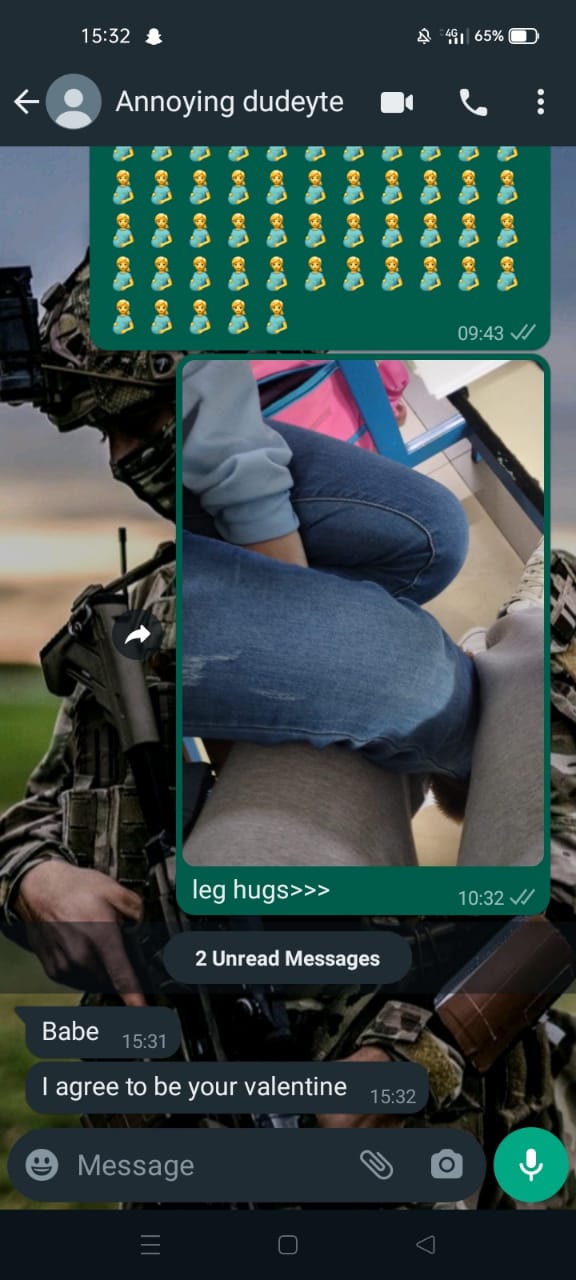 15:32
4G
65%
Annoying dudeyte
09:43
leg hugs>>>
10:32
2 Unread Messages
Babe
15:31
I agree to be your valentine
15:32
Message